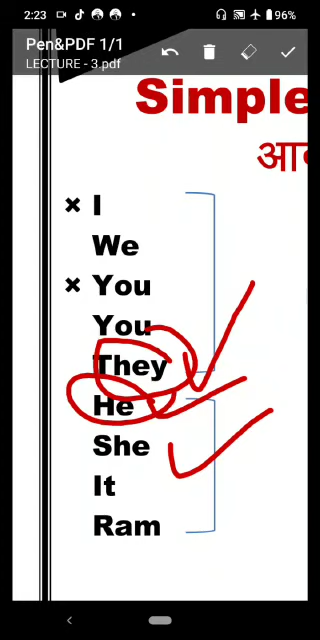 2:23
96%
Pen&PDF 1/1
LECTURE - 3.pdf
Simple
× I
We
× You
You
They
He
She
It
Ram